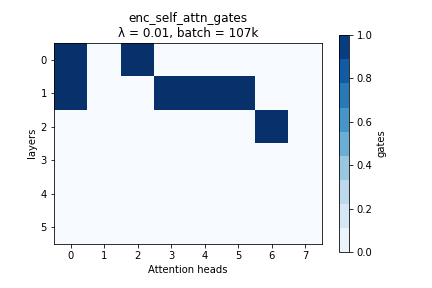 enc_self_attn_gates
λ = 0.01, batch = 107k
1.0
0
0.8
1
0.6
2
layers
gates
3
0.4
4
0.2
5
0.0
0 1 2 3 4 5 6 7
Attention heads